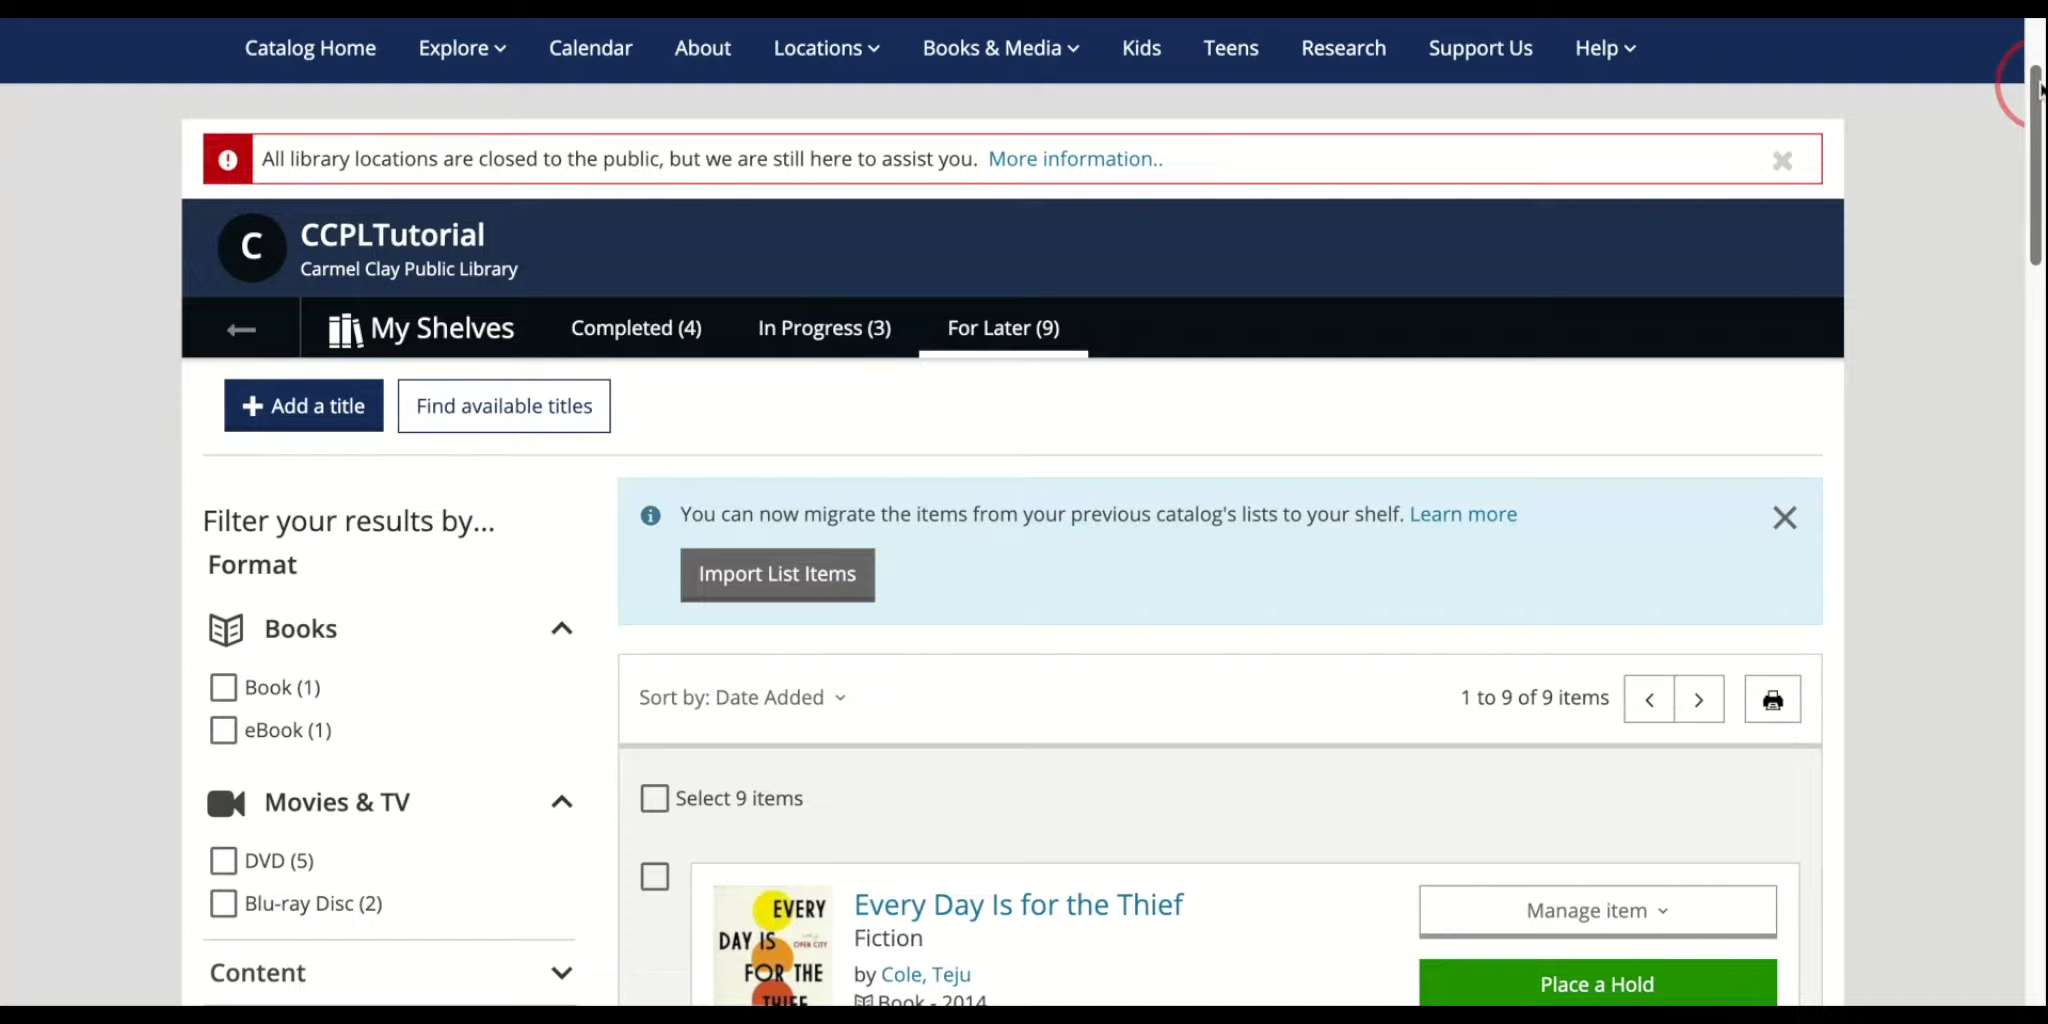 Catalog Home Explore Calendar About Locations Books & Media Kids Teens Research Support Us Help
All library locations are closed to the public, but we are still here to assist you. More information..
C
CCPLTutorial
Carmel Clay Public Library
My Shelves Completed (4) In Progress (3) For Later (9)
Add a title Find available titles
You can now migrate the items from your previous catalog's lists to your shelf. Learn more
Import List Items
Filter your results by...
Format
Books
Book (1)
eBook (1)
Movies & TV
DVD (5)
Blu-ray Disc (2)
Content
Sort by: Date Added 1 to 9 of 9 items
Select 9 items
EVERY
DAY IS OPEN CITY
FOR THE
THIEF
Every Day Is for the Thief
Fiction
by Cole, Teju
Book - 2014
Manage item
Place a Hold